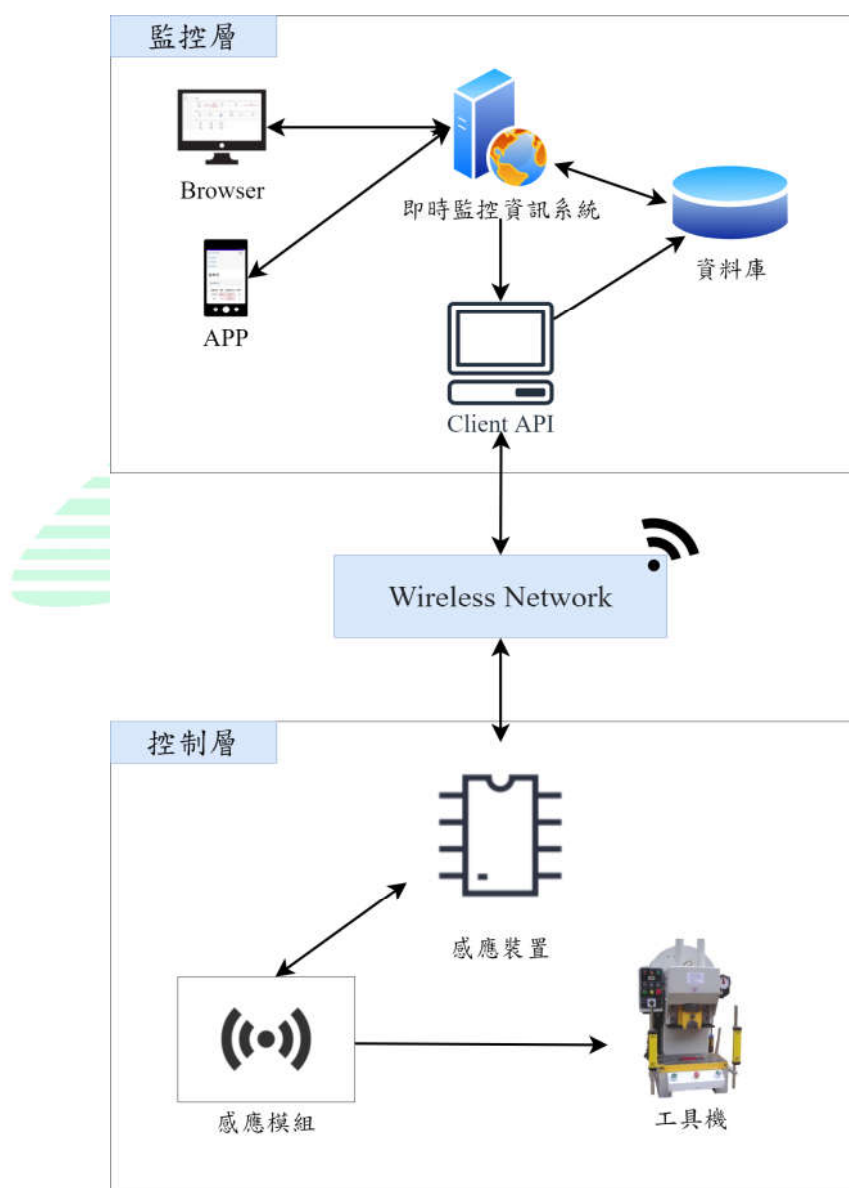 監控層
Browser
即時監控資訊系統
資料庫
APP
Client API
Wireless Network
控制層
感應裝置
感應模組
工具機